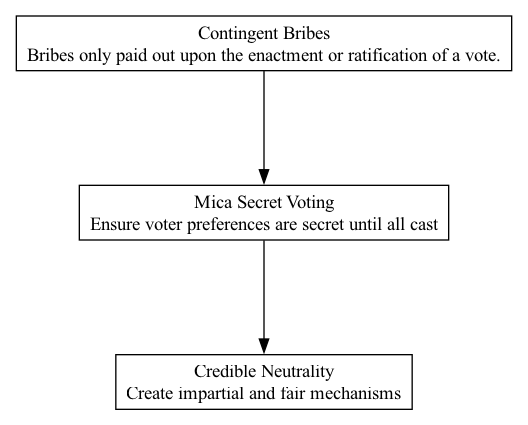 Contingent Bribes
Bribes only paid out upon the enactment or ratification of a vote.
Mica Secret Voting
Ensure voter preferences are secret until all cast
Credible Neutrality
Create impartial and fair mechanisms